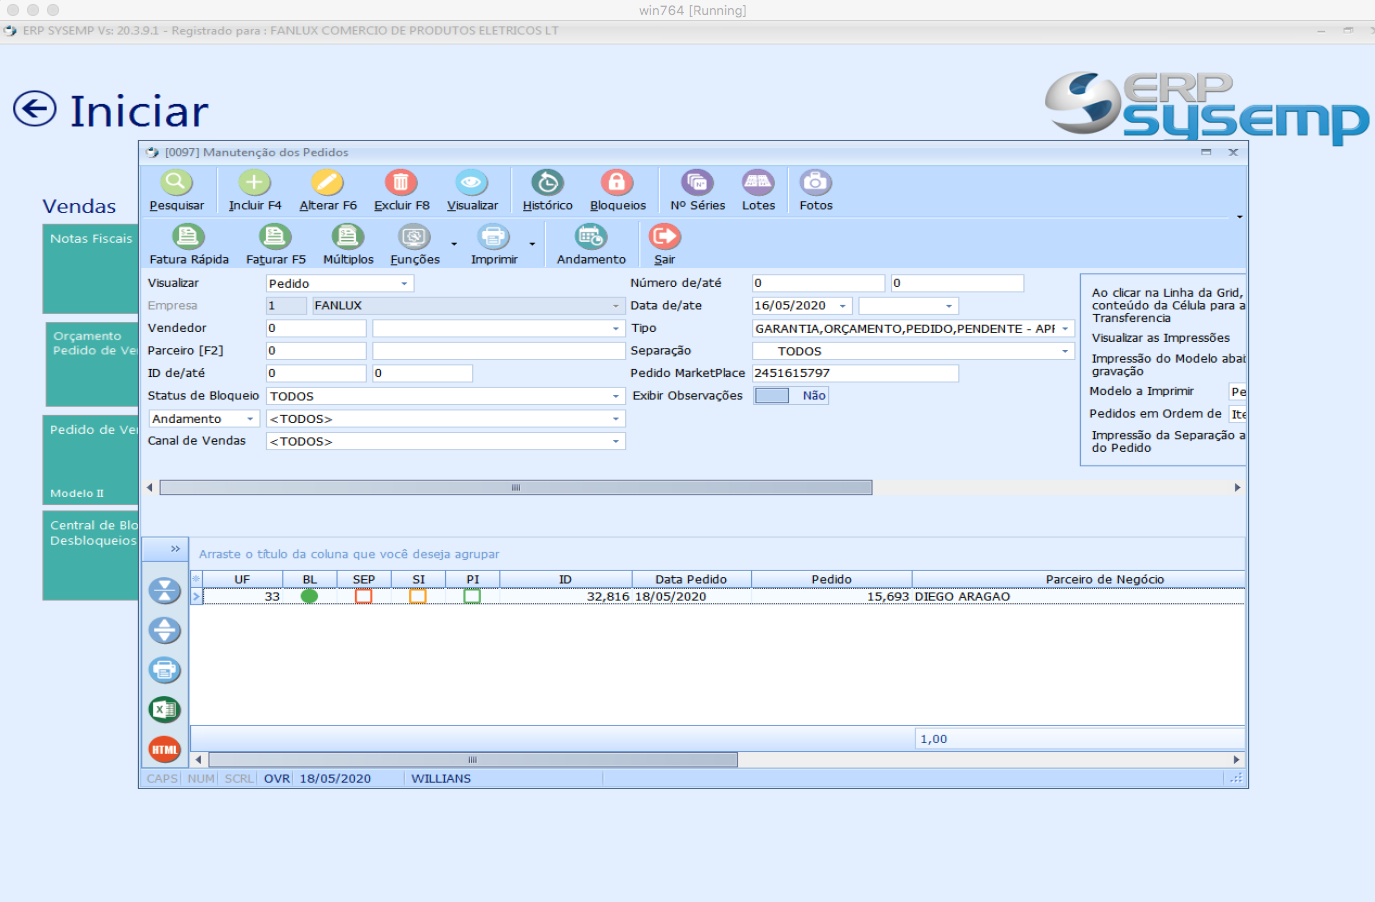 win764 [Running]
ERP SYSEMP Vs: 20.3.9.1 - Registrado para : FANLUX COMERCIO DE PRODUTOS ELETRICOS LT
Iniciar
ERP
sysemp
Vendas
Notas Fiscais
Orçamento
Pedido de Ve
Pedido de Ve
Modelo II
Central de Blo
Desbloqueios
[0097] Manutenção dos Pedidos
Pesquisar Incluir F4 Alterar F6 Excluir F8 Visualizar Histórico Bloqueios Nº Séries Lotes Fotos
Fatura Rápida Faturar F5 Múltiplos Funções Imprimir Andamento Sair
Visualizar Pedido Número de/até 0 0
Empresa 1 FANLUX Data de/ate 16/05/2020
Vendedor 0 Tipo GARANTIA,ORÇAMENTO,PEDIDO,PENDENTE - APF
Parceiro [F2] 0 Separação TODOS
ID de/até 0 0 Pedido MarketPlace 2451615797
Status de Bloqueio TODOS Exibir Observações Não
Andamento <TODOS>
Canal de Vendas <TODOS>
Ao clicar na Linha da Grid,
conteúdo da Célula para a
Transferencia
Visualizar as Impressões
Impressão do Modelo abai
gravação
Modelo a Imprimir Pe
Pedidos em Ordem de Ite
Impressão da Separação a
do Pedido
Arraste o título da coluna que você deseja agrupar
UF BL SEP SI PI ID Data Pedido Pedido Parceiro de Negócio
33 32,816 18/05/2020 15,693 DIEGO ARAGAO
HTML
1,00
CAPS NUM SCRL OVR 18/05/2020 WILLIANS